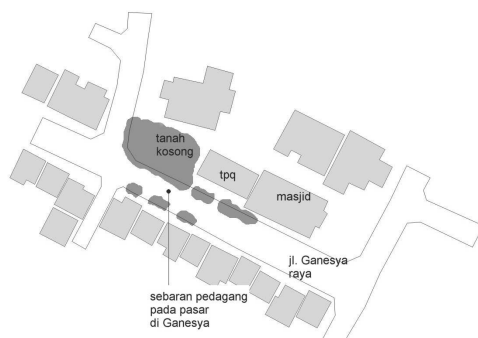 tanah
kosong
tpq
masjid
jl. Ganesya
raya
sebaran pedagang
pada pasar
di Ganesya